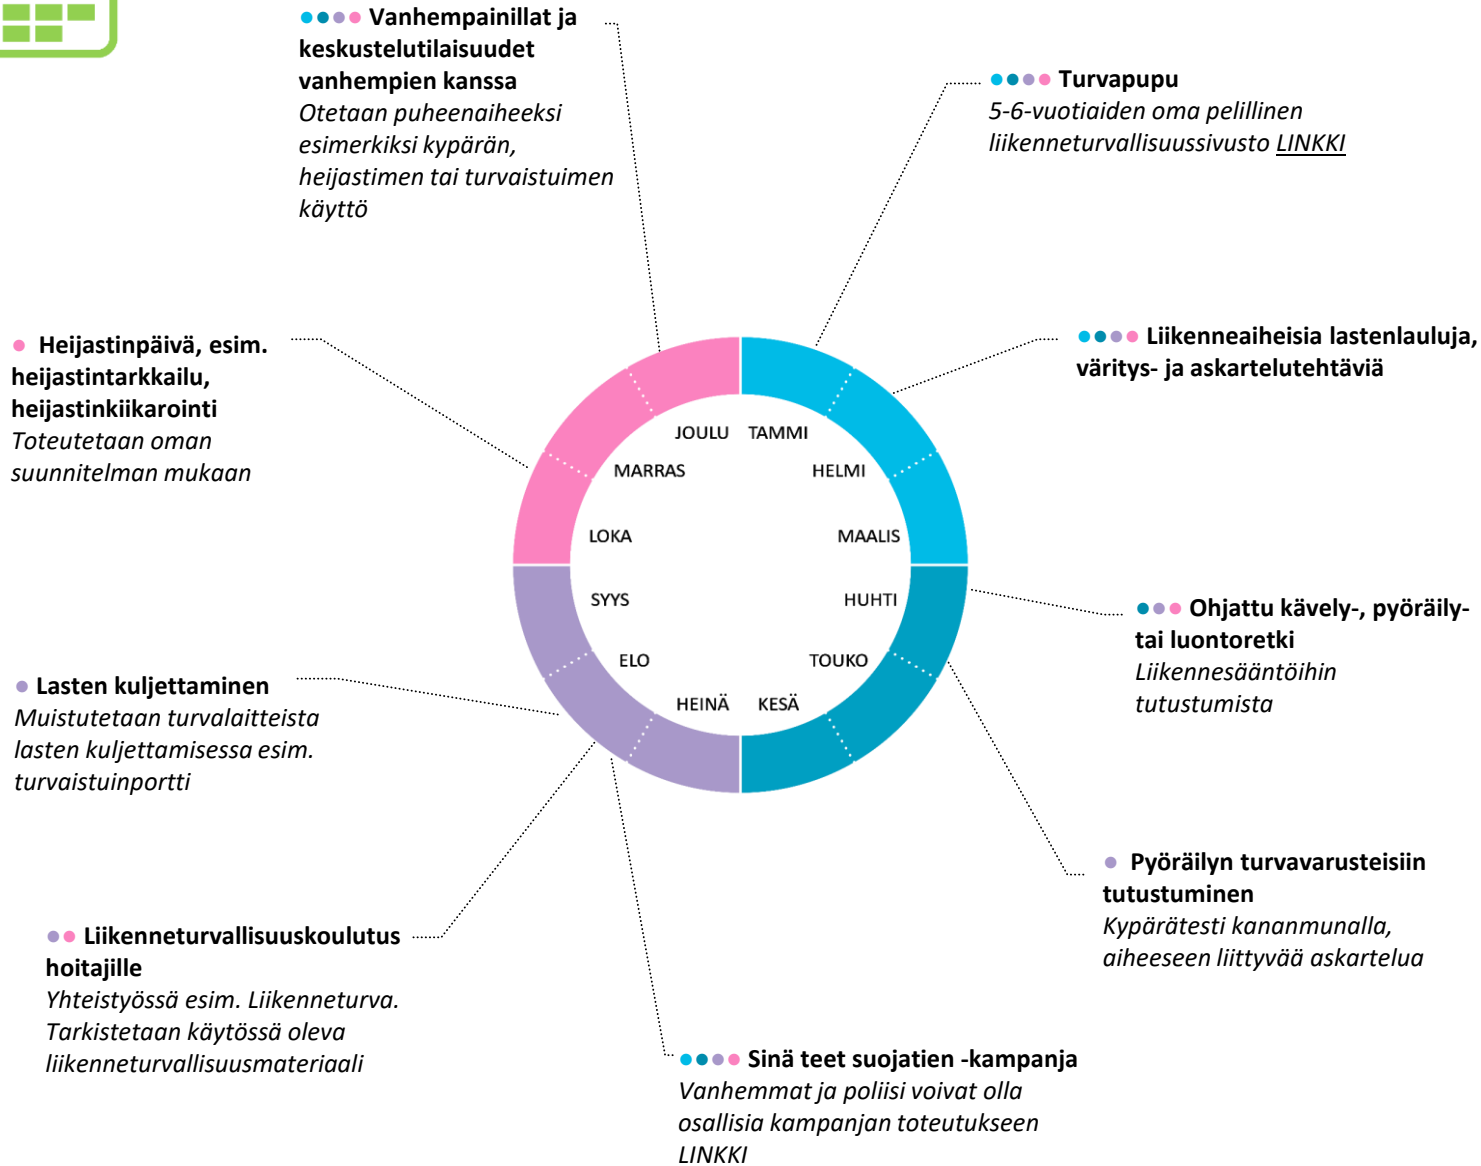 Vanhempainillat ja
keskustelutilaisuudet
vanhempien kanssa
Otetaan puheenaiheeksi
esimerkiksi kypärän,
heijastimen tai turvaistuimen
käyttö
Turvapupu
5-6-vuotiaiden oma pelillinen
liikenneturvallisuussivusto LINKKI
Heijastinpäivä, esim.
heijastintarkkailu,
heijastinkiikarointi
Toteutetaan oman
suunnitelman mukaan
Liikenneaiheisia lastenlauluja,
väritys- ja askartelutehtäviä
JOULU TAMMI
MARRAS HELMI
LOKA MAALIS
SYYS HUHTI
ELO TOUKO
HEINÄ KESÄ
Ohjattu kävely-, pyöräily-
tai luontoretki
Liikennesääntöihin
tutustumista
Lasten kuljettaminen
Muistutetaan turvalaitteista
lasten kuljettamisessa esim.
turvaistuinportti
Pyöräilyn turvavarusteisiin
tutustuminen
Kypärätesti kananmunalla,
aiheeseen liittyvää askartelua
Liikenneturvallisuuskoulutus
hoitajille
Yhteistyössä esim. Liikenneturva.
Tarkistetaan käytössä oleva
liikenneturvallisuusmateriaali
Sinä teet suojatien -kampanja
Vanhemmat ja poliisi voivat olla
osallisia kampanjan toteutukseen
LINKKI